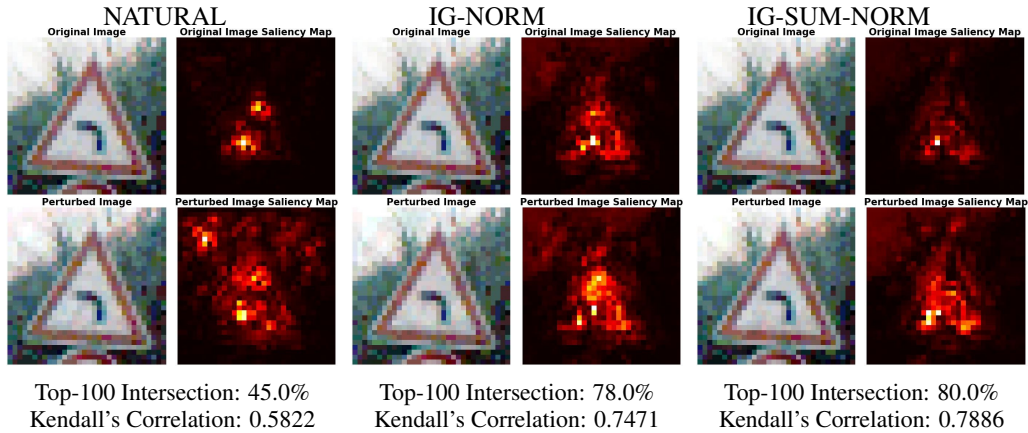 NATURAL
IG-NORM
IG-SUM-NORM
Original Image
Original Image Saliency Map
Original Image
Original Image Saliency Map
Original Image
Original Image Saliency Map
Perturbed Image
Perturbed Image Saliency Map
Perturbed Image
Perturbed Image Saliency Map
Perturbed Image
Perturbed Image Saliency Map
Top-100 Intersection: 45.0%
Kendall's Correlation: 0.5822
Top-100 Intersection: 78.0%
Kendall's Correlation: 0.7471
Top-100 Intersection: 80.0%
Kendall's Correlation: 0.7886